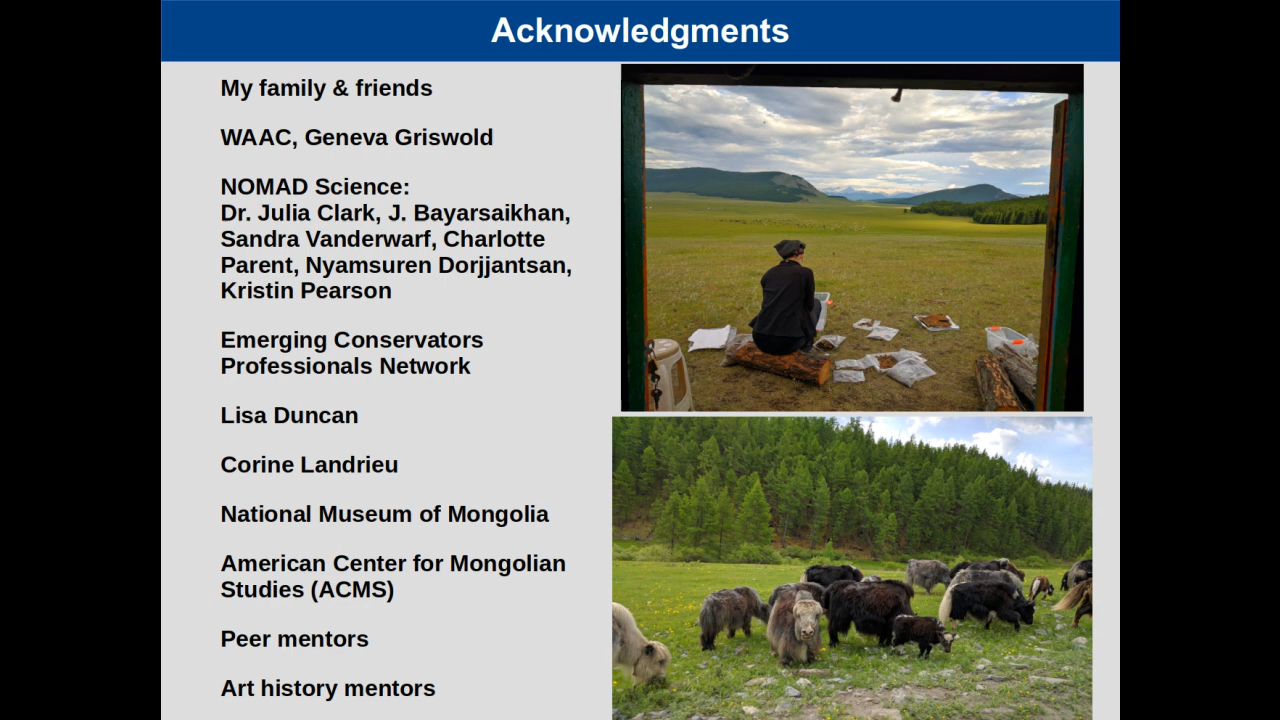 Acknowledgments
My family & friends
WAAC, Geneva Griswold
NOMAD Science:
Dr. Julia Clark, J. Bayarsaikhan,
Sandra Vanderwarf, Charlotte
Parent, Nyamsuren Dorjjantsan,
Kristin Pearson
Emerging Conservators
Professionals Network
Lisa Duncan
Corine Landrieu
National Museum of Mongolia
American Center for Mongolian
Studies (ACMS)
Peer mentors
Art history mentors